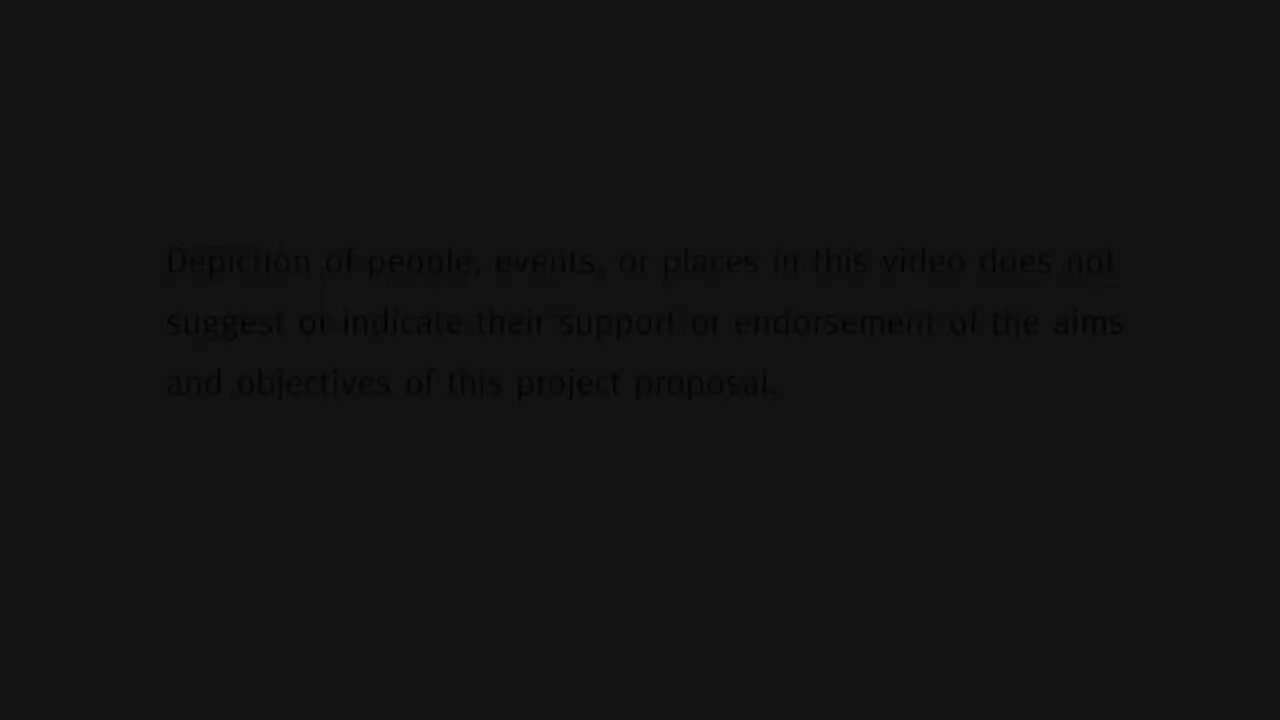 Depiction of people, events, or places in this video does not
suggest or indicate their support or endorsement of the aims
and objectives of this project proposal.